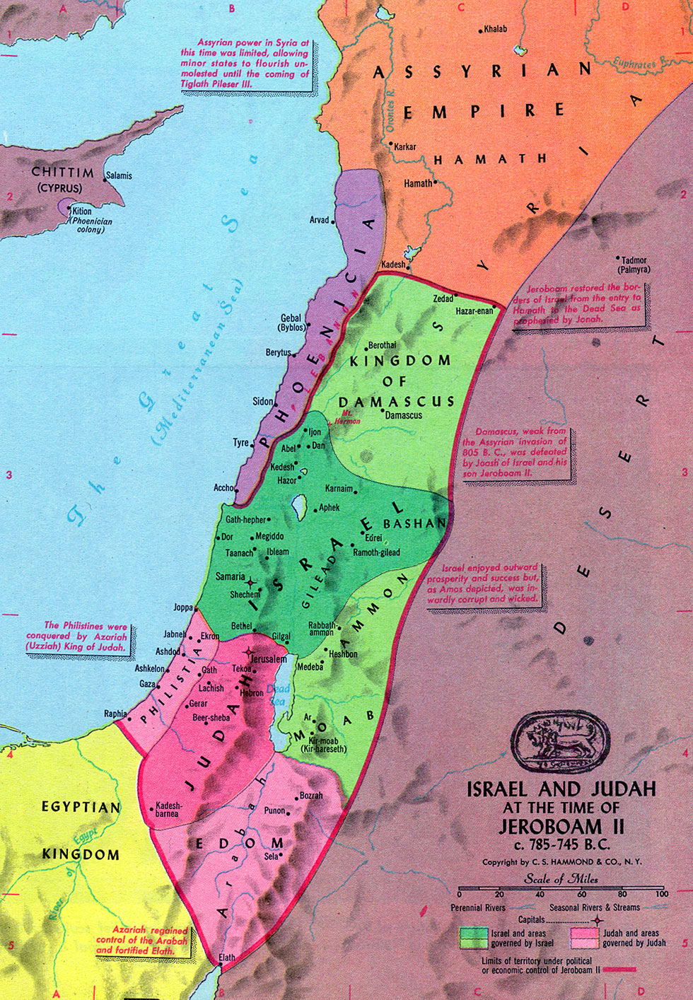 A
B
C
D
1
1
Assyrian power in Syria at
this time was limited, allowing
minor states to flourish un-
molested until the coming of
Tiglath Pileser III.
Khalab
Euphrates R.
ASSYRIAN
EMPIRE
Orontes R.
Karkar
HAMATH
Hamath
SYRIA
CHITTIM
(CYPRUS)
Salamis
Kition
(Phoenician
colony)
2
2
Arvad
Kadesh
Tadmor
(Palmyra)
The Great Sea
(Mediterranean Sea)
PHOENICIA
LEBANON
Zedad
Hazar-enan
Jeroboam restored the bor-
ders of Israel from the entry to
Hamath to the Dead Sea as
prophesied by Jonah.
Gebal
(Byblos)
Berytus
Berothai
KINGDOM
OF
DAMASCUS
Damascus
Sidon
Mt.
Hermon
Ijon
Tyre
Abel
Dan
Kedesh
Hazor
Damascus, weak from
the Assyrian invasion of
805 B. C., was defeated
by Joash of Israel and his
son Jeroboam II.
DESERT
3
3
Accho
Karnaim
Aphek
Gath-hepher
ISRAEL
BASHAN
Dor
Megiddo
Edrei
Taanach
Ibleam
Ramoth-gilead
GILEAD
Samaria
Shechem
Israel enjoyed outward
prosperity and success but,
as Amos depicted, was in-
wardly corrupt and wicked.
AMMON
Joppa
Bethel
Gilgal
Rabbath-
ammon
The Philistines were
conquered by Azariah
(Uzziah) King of Judah.
Jabneh
Ekron
Ashdod
Jerusalem
Heshbon
Medeba
Ashkelon
Gath
Tekoa
Gaza
Lachish
Hebron
Dead
Sea
PHILISTIA
Raphia
Gerar
Beer-sheba
JUDAH
Ar
MOAB
Kir-moab
(Kir-hareseth)
4
4
EGYPTIAN
KINGDOM
River of Egypt
Kadesh-
barnea
Bozrah
Punon
EDOM
Sela
Arabah
Azariah regained
control of the Arabah
and fortified Elath.
Elath
ISRAEL AND JUDAH
AT THE TIME OF
JEROBOAM II
c. 785-745 B.C.
Copyright by C. S. HAMMOND & CO., N. Y.
Scale of Miles
0 20 40 60 80 100
Perennial Rivers
Seasonal Rivers & Streams
Capitals
Israel and areas
governed by Israel
Judah and areas
governed by Judah
Limits of territory under political
or economic control of Jeroboam II
5
5
A
B
C
D